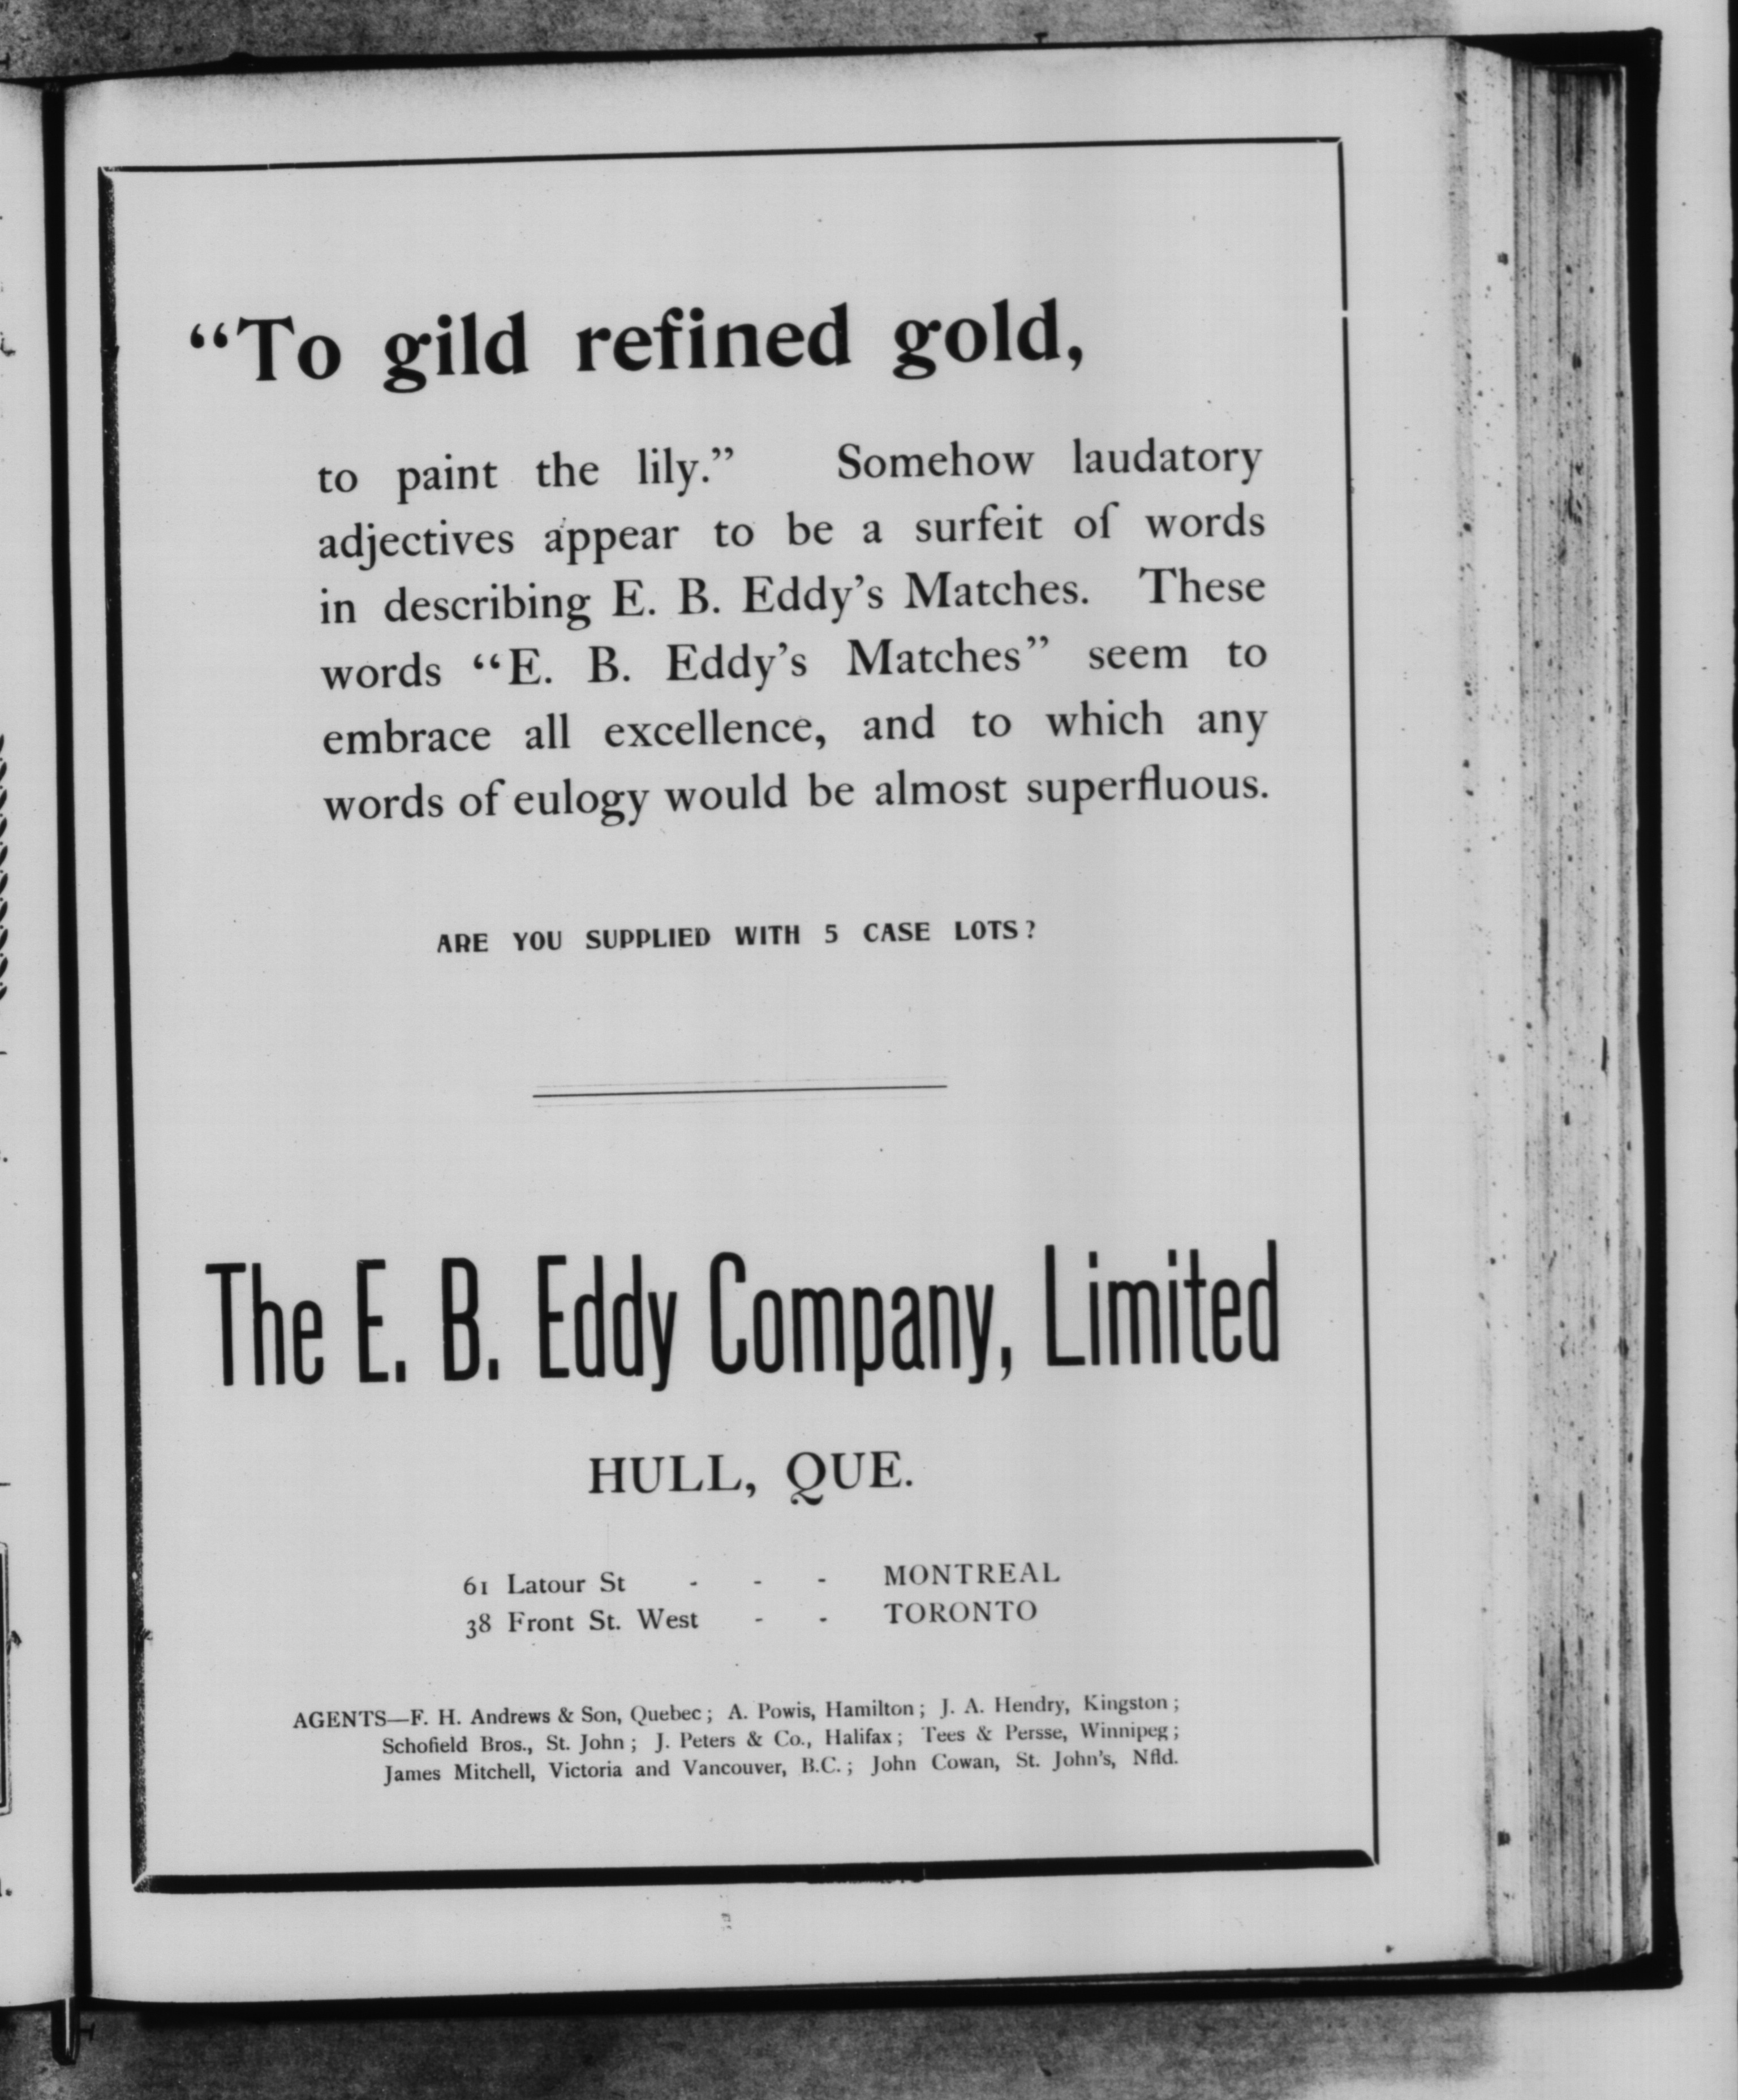 “To gild refined gold,
to paint the lily.” Somehow laudatory
adjectives appear to be a surfeit of words
in describing E. B. Eddy’s Matches. These
words “E. B. Eddy’s Matches” seem to
embrace all excellence, and to which any
words of eulogy would be almost superfluous.
ARE YOU SUPPLIED WITH 5 CASE LOTS?
The E. B. Eddy Company, Limited
HULL, QUE.
61 Latour St - - - MONTREAL
38 Front St. West - - TORONTO
AGENTS—F. H. Andrews & Son, Quebec; A. Powis, Hamilton; J. A. Hendry, Kingston;
Schofield Bros., St. John; J. Peters & Co., Halifax; Tees & Persse, Winnipeg;
James Mitchell, Victoria and Vancouver, B.C.; John Cowan, St. John’s, Nfld.